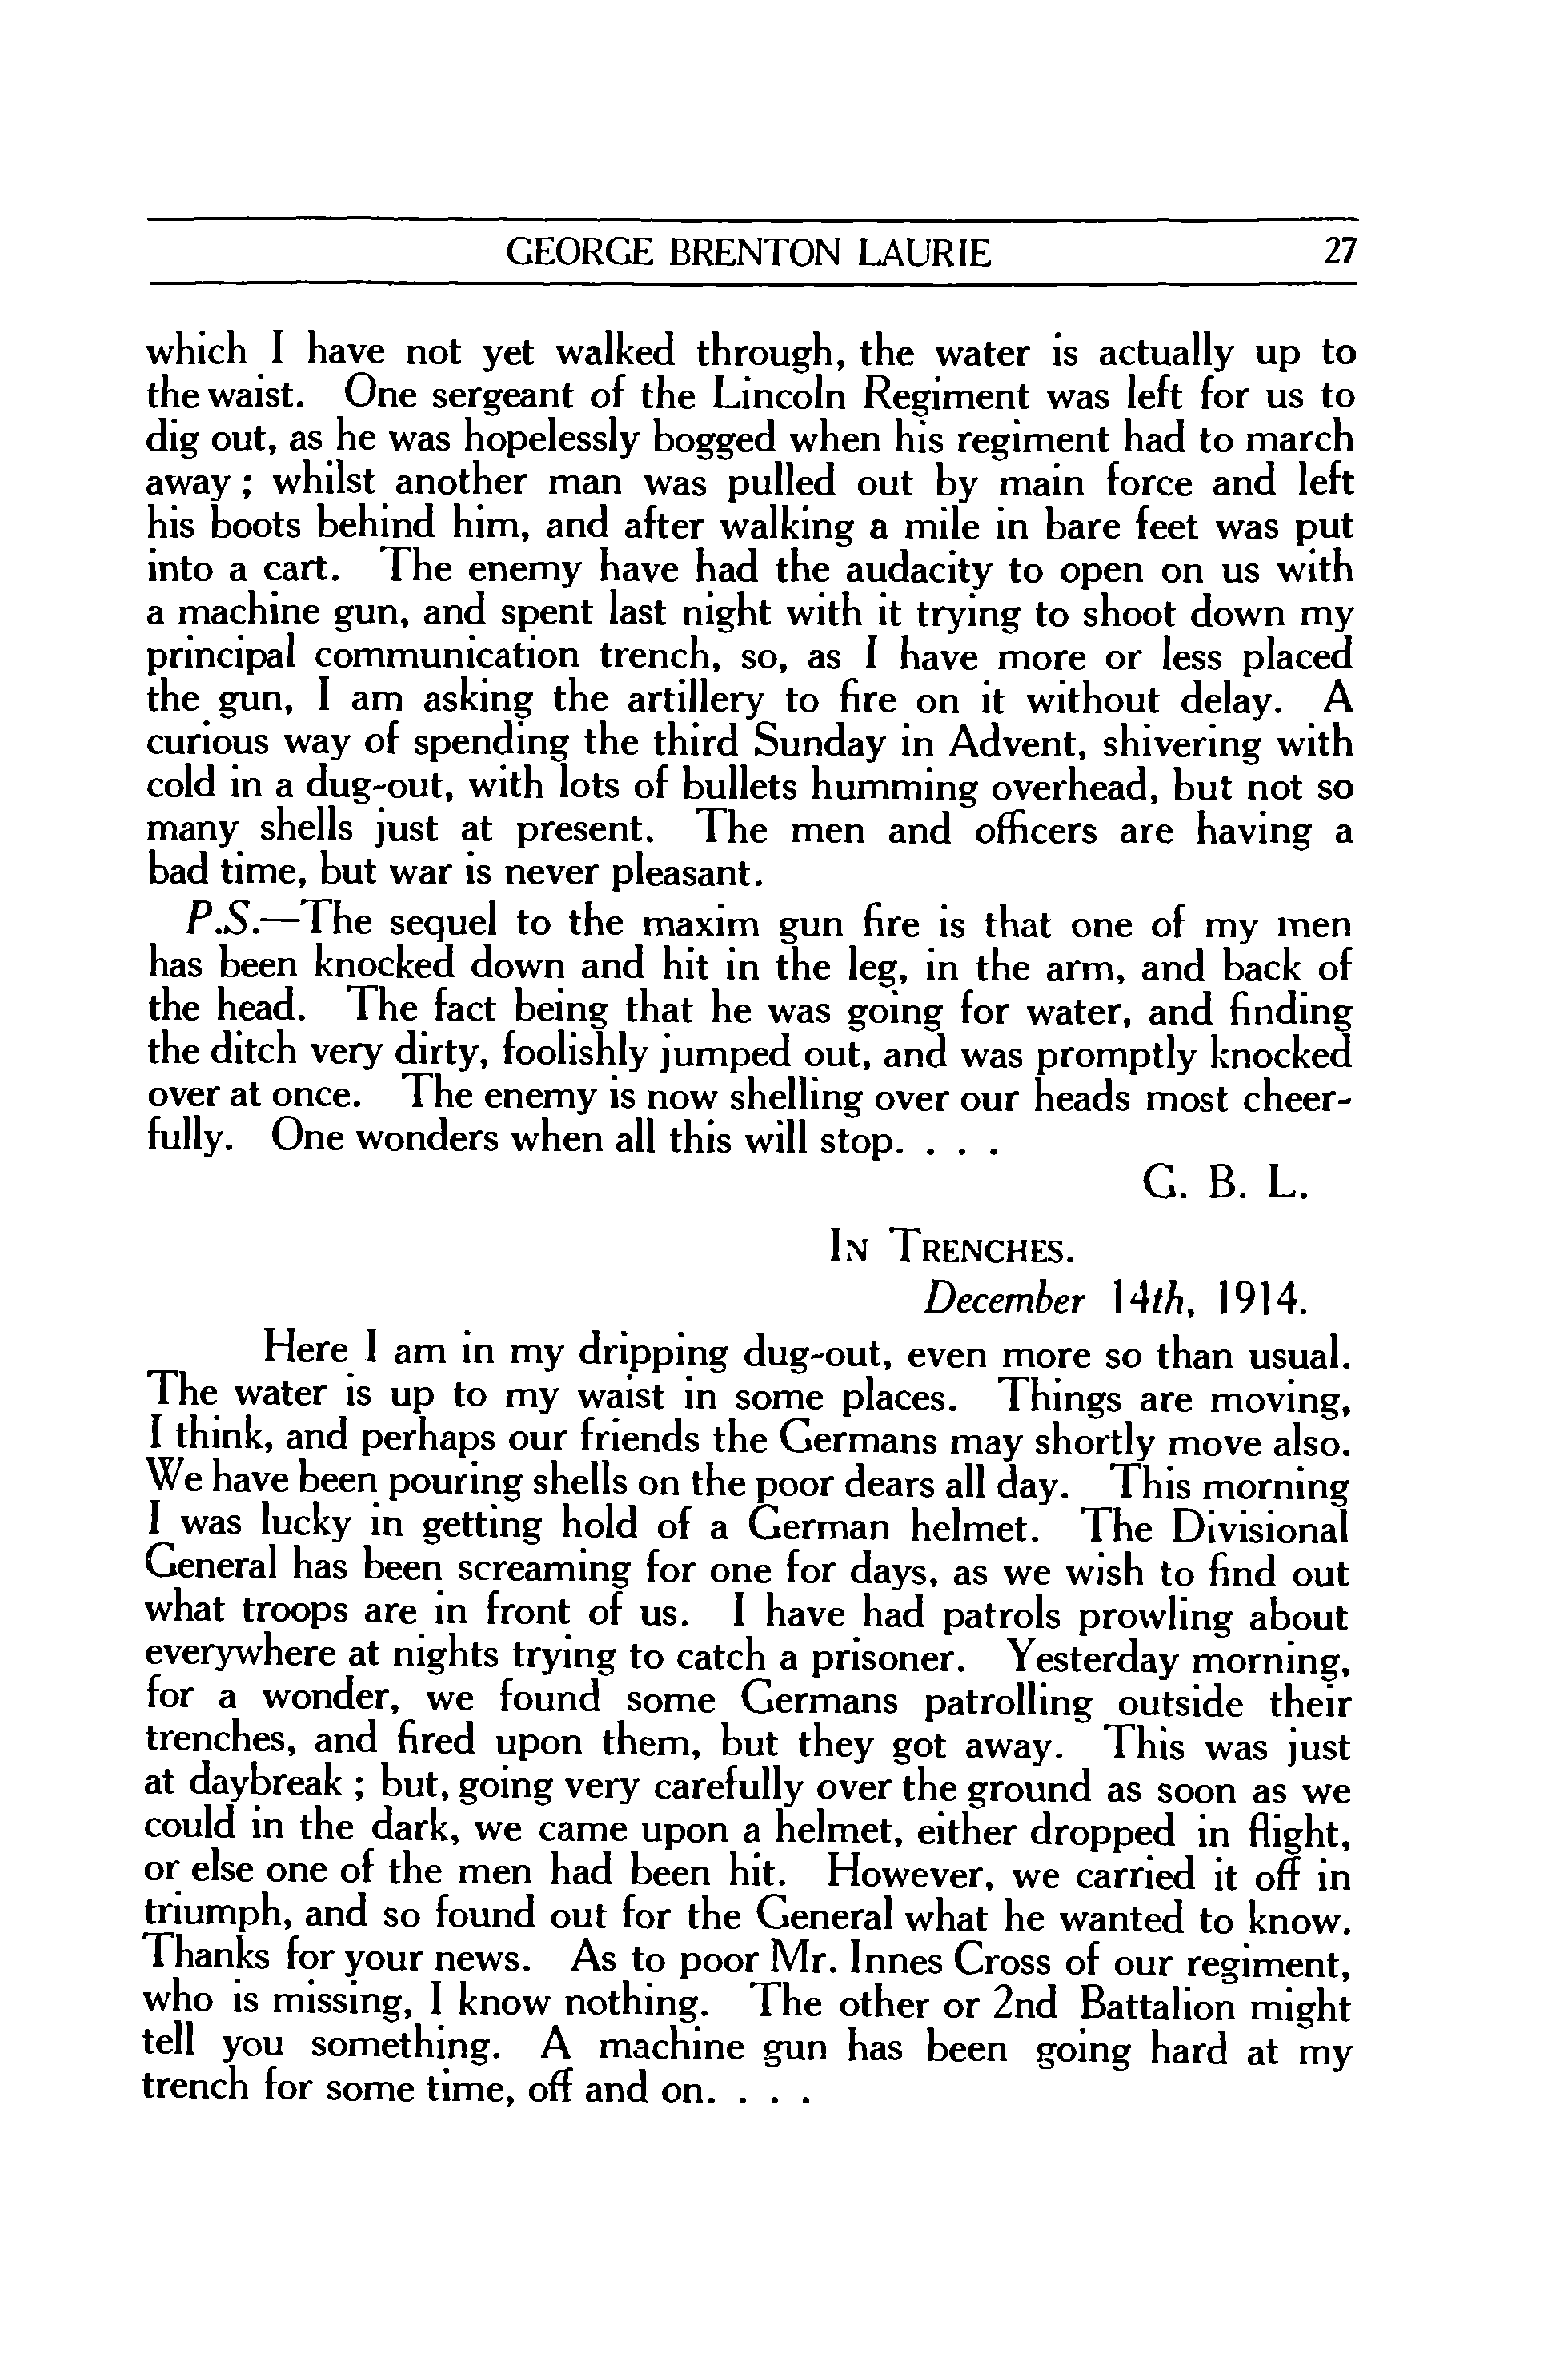 GEORGE BRENTON LAURIE 27
which I have not yet walked through, the water is actually up to
the waist. One sergeant of the Lincoln Regiment was left for us to
dig out, as he was hopelessly bogged when his regiment had to march
away; whilst another man was pulled out by main force and left
his boots behind him, and after walking a mile in bare feet was put
into a cart. The enemy have had the audacity to open on us with
a machine gun, and spent last night with it trying to shoot down my
principal communication trench, so, as I have more or less placed
the gun, I am asking the artillery to fire on it without delay. A
curious way of spending the third Sunday in Advent, shivering with
cold in a dug-out, with lots of bullets humming overhead, but not so
many shells just at present. The men and officers are having a
bad time, but war is never pleasant.
P.S.—The sequel to the maxim gun fire is that one of my men
has been knocked down and hit in the leg, in the arm, and back of
the head. The fact being that he was going for water, and finding
the ditch very dirty, foolishly jumped out, and was promptly knocked
over at once. The enemy is now shelling over our heads most cheer-
fully. One wonders when all this will stop. . . .
G. B. L.
IN TRENCHES.
December 14th, 1914.
Here I am in my dripping dug-out, even more so than usual.
The water is up to my waist in some places. Things are moving,
I think, and perhaps our friends the Germans may shortly move also.
We have been pouring shells on the poor dears all day. This morning
I was lucky in getting hold of a German helmet. The Divisional
General has been screaming for one for days, as we wish to find out
what troops are in front of us. I have had patrols prowling about
everywhere at nights trying to catch a prisoner. Yesterday morning,
for a wonder, we found some Germans patrolling outside their
trenches, and fired upon them, but they got away. This was just
at daybreak ; but, going very carefully over the ground as soon as we
could in the dark, we came upon a helmet, either dropped in flight,
or else one of the men had been hit. However, we carried it off in
triumph, and so found out for the General what he wanted to know.
Thanks for your news. As to poor Mr. Innes Cross of our regiment,
who is missing, I know nothing. The other or 2nd Battalion might
tell you something. A machine gun has been going hard at my
trench for some time, off and on. . . .